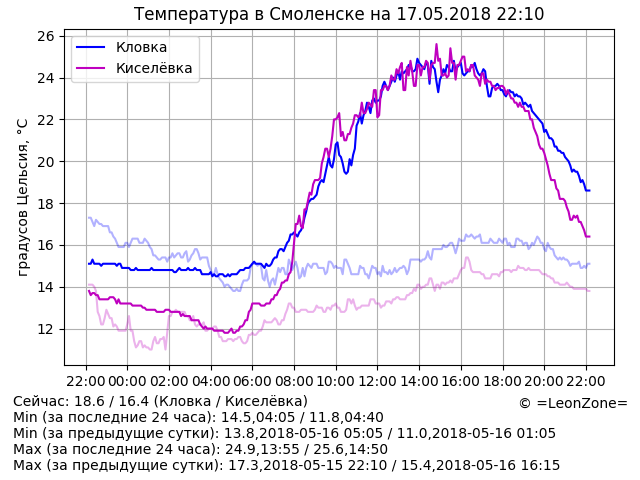 Температура в Смоленске на 17.05.2018 22:10
Кловка
Киселёвка
градусов Цельсия, °C
26
24
22
20
18
16
14
12
22:00 00:00 02:00 04:00 06:00 08:00 10:00 12:00 14:00 16:00 18:00 20:00 22:00
Сейчас: 18.6 / 16.4 (Кловка / Киселёвка)
© =LeonZone=
Min (за последние 24 часа): 14.5,04:05 / 11.8,04:40
Min (за предыдущие сутки): 13.8,2018-05-16 05:05 / 11.0,2018-05-16 01:05
Max (за последние 24 часа): 24.9,13:55 / 25.6,14:50
Max (за предыдущие сутки): 17.3,2018-05-15 22:10 / 15.4,2018-05-16 16:15